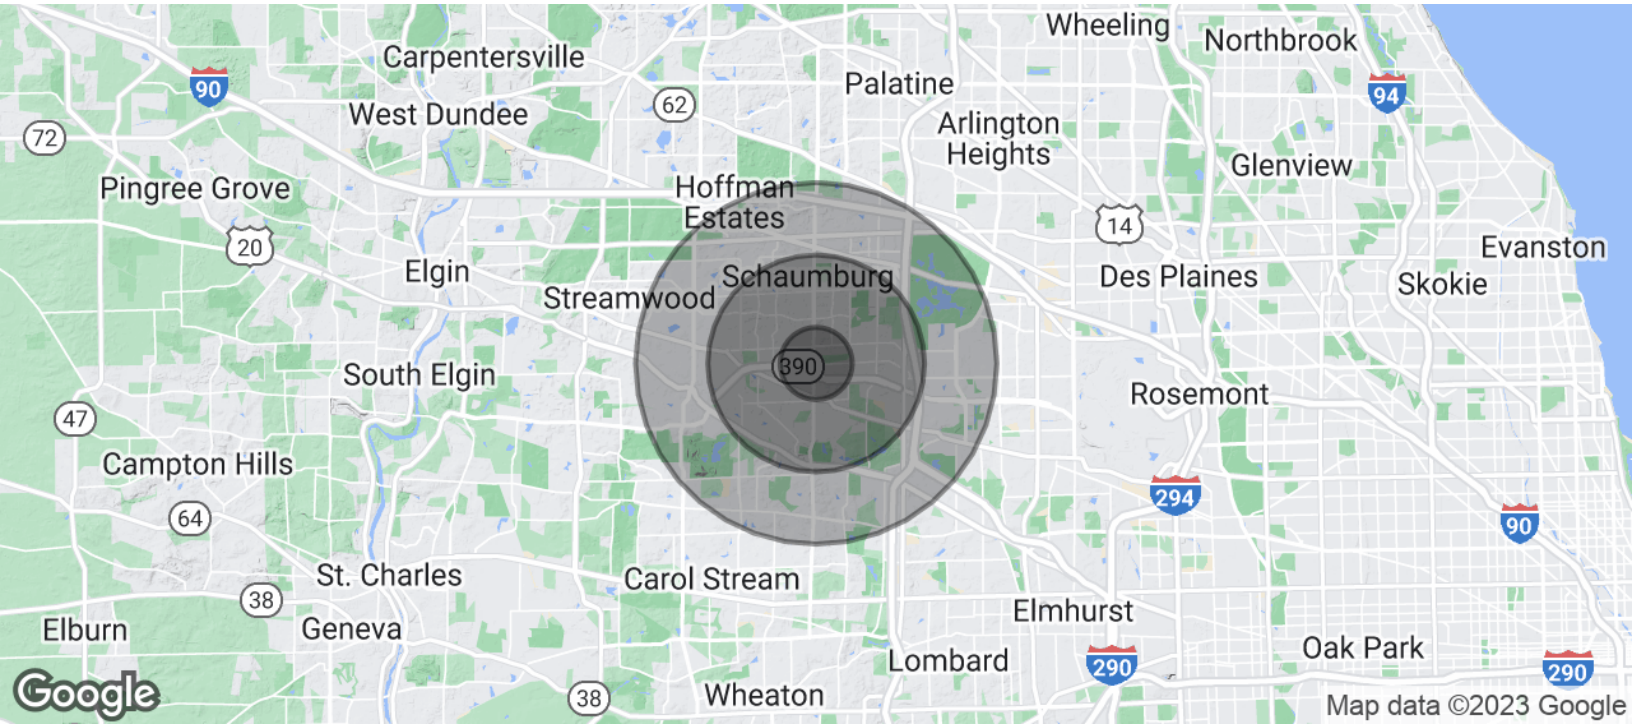 Wheeling
Northbrook
Carpentersville
90
Palatine
94
62
West Dundee
72
Arlington
Heights
Glenview
Pingree Grove
Hoffman
Estates
14
20
Evanston
Elgin
Schaumburg
Des Plaines
Skokie
Streamwood
390
South Elgin
Rosemont
47
Campton Hills
294
64
90
St. Charles
Carol Stream
38
Elmhurst
Elburn
Geneva
Oak Park
Lombard
290
290
Google
38
Wheaton
Map data ©2023 Google